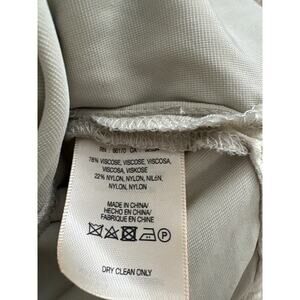 78% VISCOSE, VISCOSE, VISCOSA,
VISCOSA, VISKOSE
22% NYLON, NYLON, NILÓN,
NYLON, NYLON
MADE IN CHINA/
HECHO EN CHINA/
FABRIQUE EN CHINE
P
DRY CLEAN ONLY